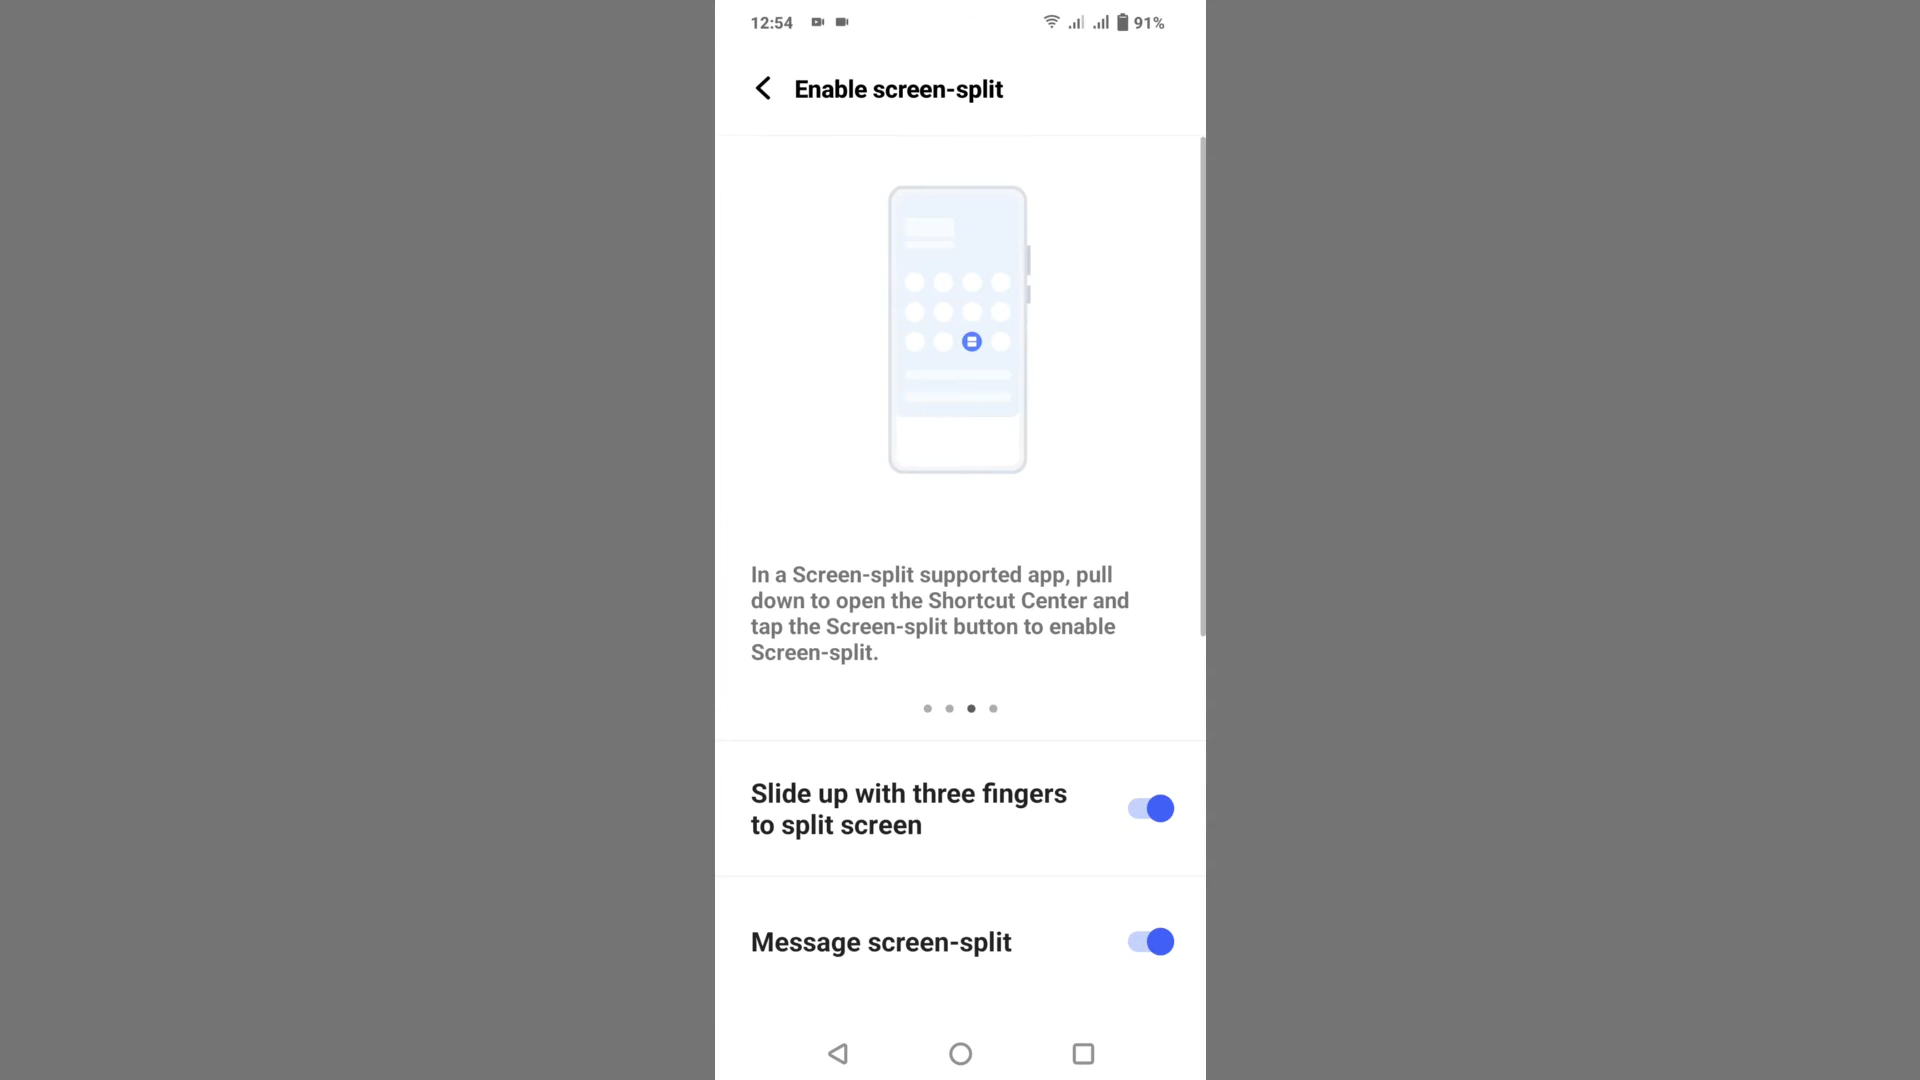 12:54 91%
Enable screen-split
In a Screen-split supported app, pull
down to open the Shortcut Center and
tap the Screen-split button to enable
Screen-split.
Slide up with three fingers
to split screen
Message screen-split